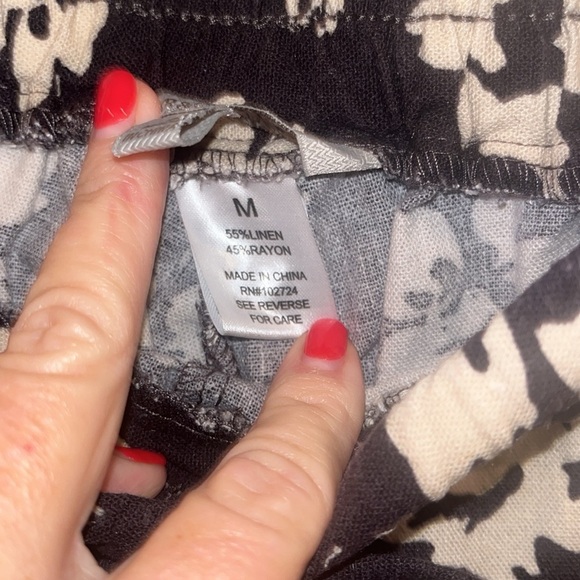 M
55%LINEN
45%RAYON
MADE IN CHINA
RN#102724
SEE REVERSE
FOR CARE